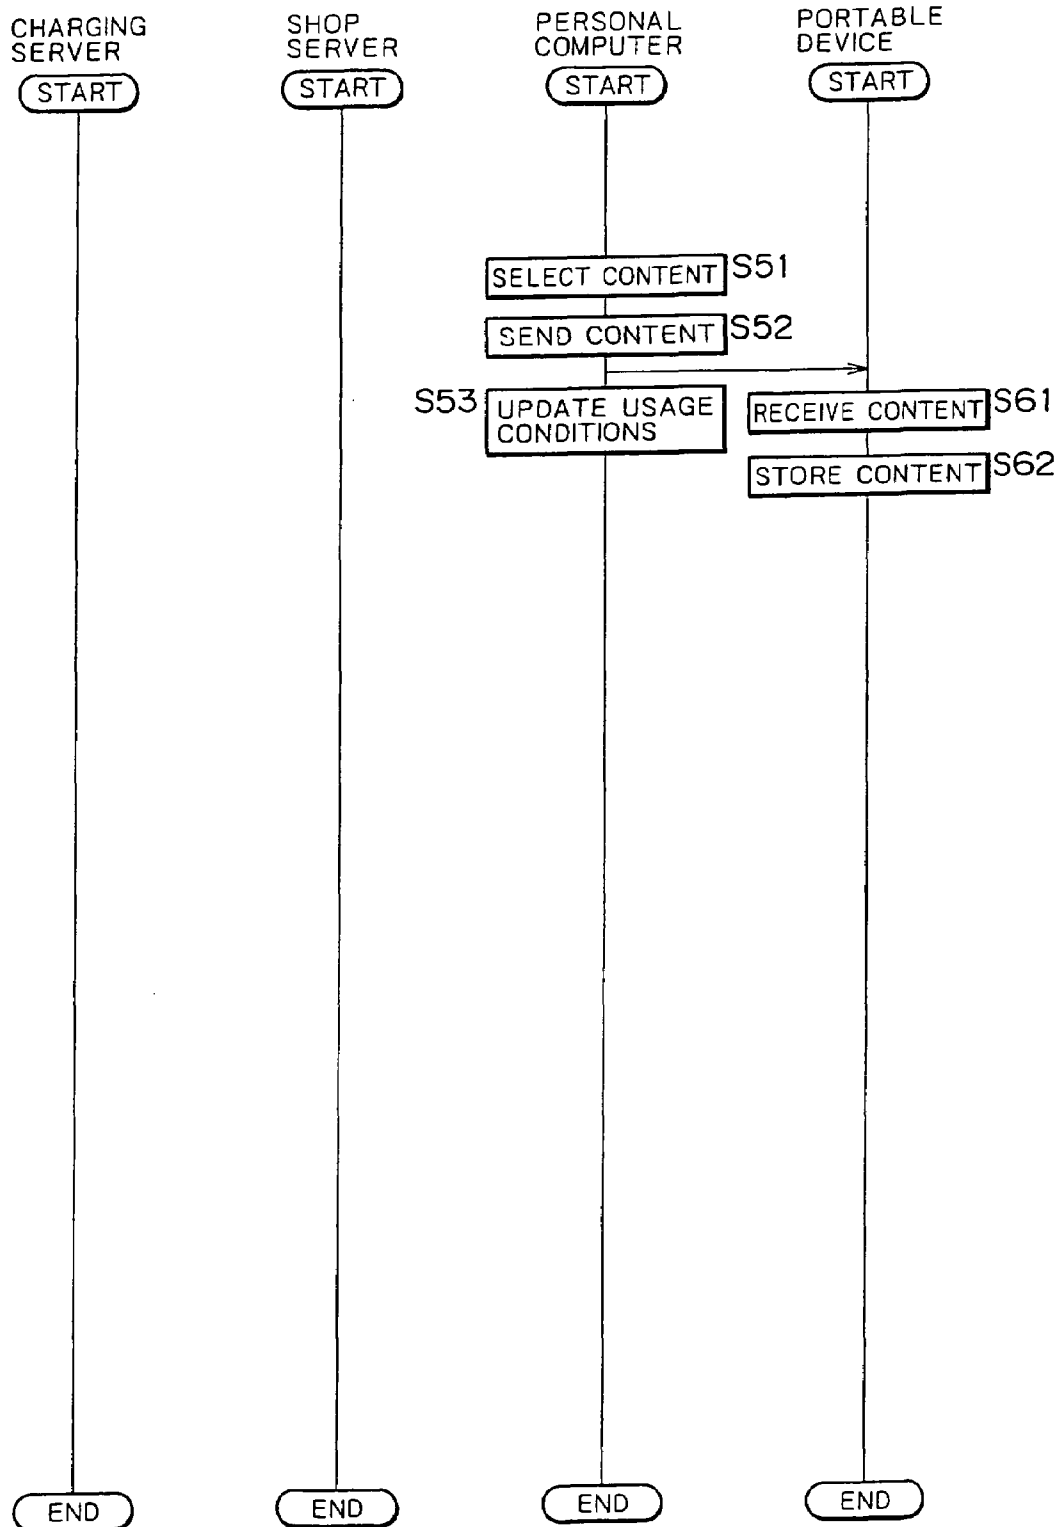 CHARGING
SERVER
SHOP
SERVER
PERSONAL
COMPUTER
PORTABLE
DEVICE
START
START
START
START
SELECT CONTENT
S51
SEND CONTENT
S52
S53
UPDATE USAGE
CONDITIONS
RECEIVE CONTENT
S61
STORE CONTENT
S62
END
END
END
END